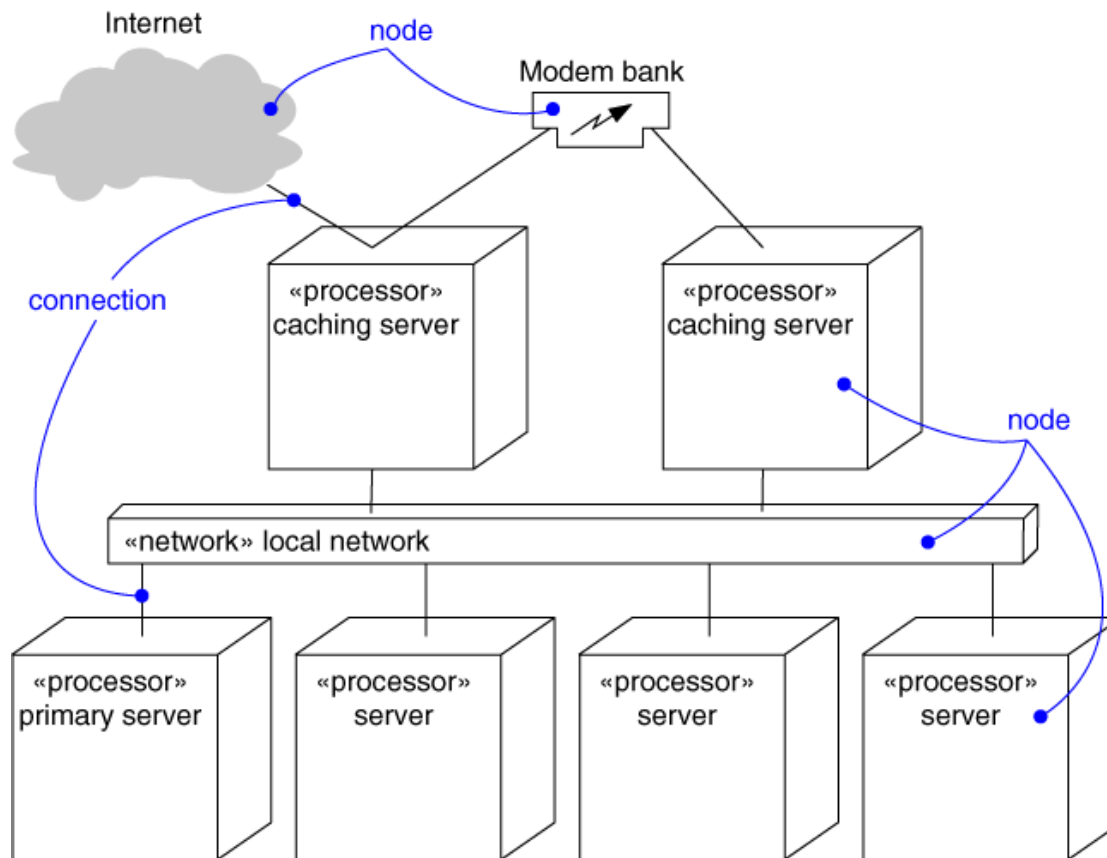 Internet
node
Modem bank
connection
«processor»
caching server
«processor»
caching server
node
«network» local network
«processor»
primary server
«processor»
server
«processor»
server
«processor»
server